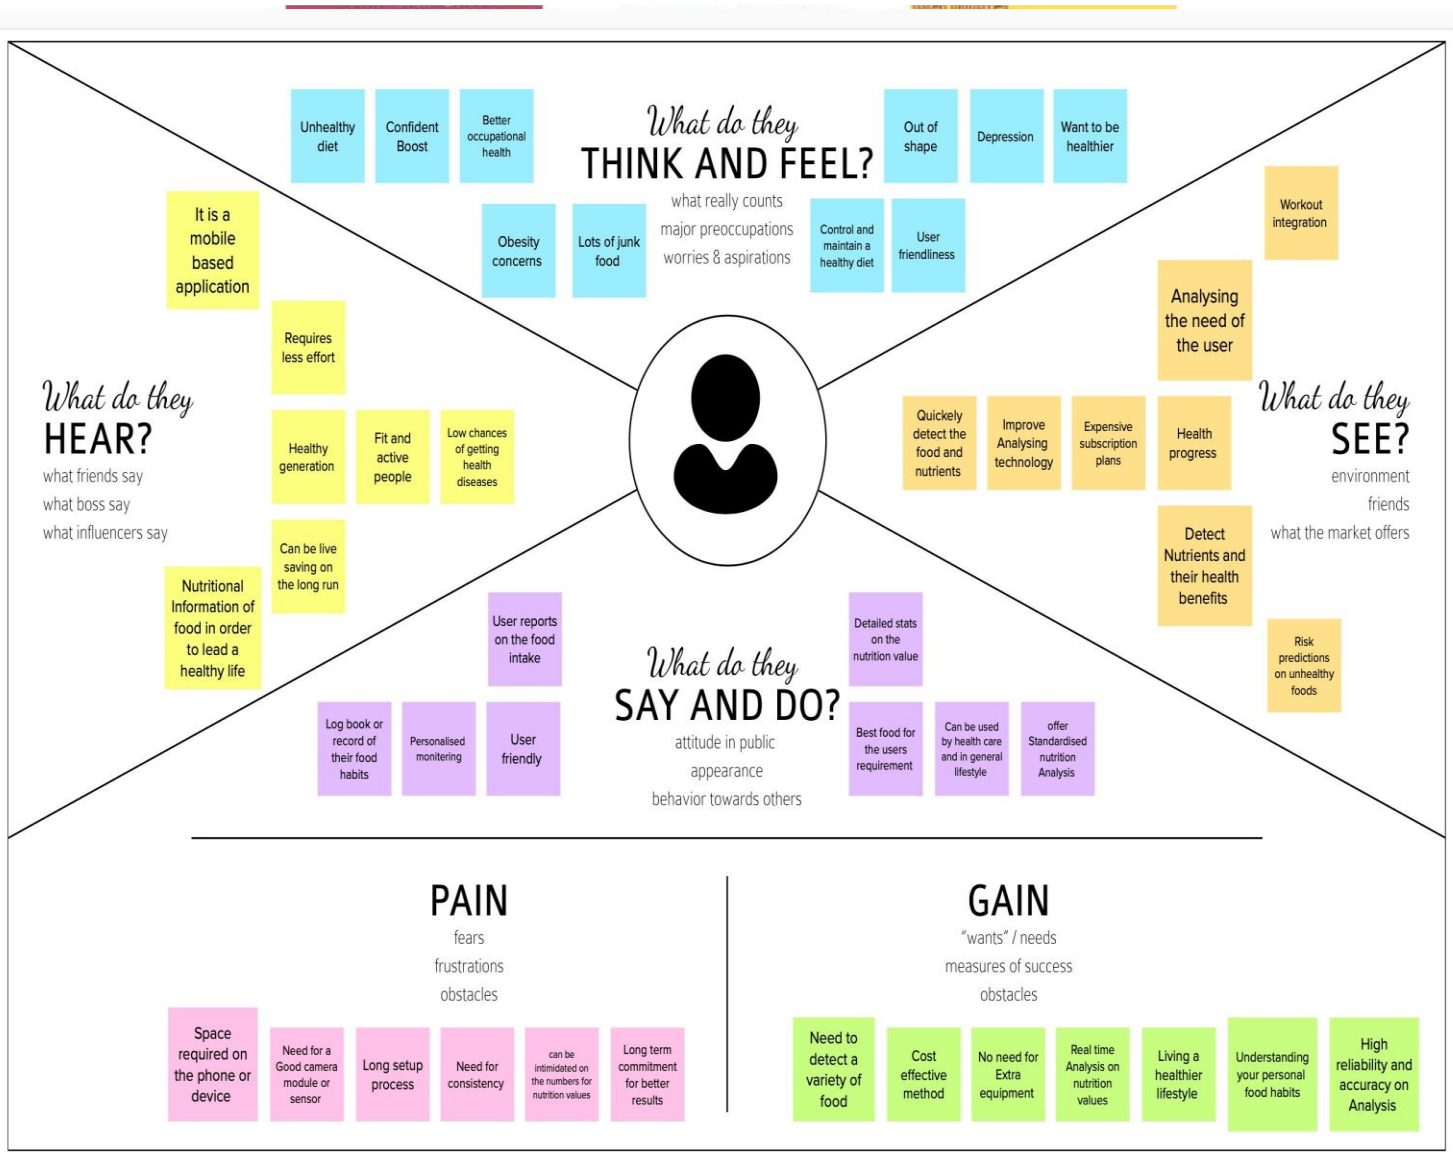 What do they
THINK AND FEEL?
what really counts
major preoccupations
worries & aspirations
Unhealthy
diet
Confident
Boost
Better
occupational
health
Obesity
concerns
Lots of junk
food
Out of
shape
Depression
Want to be
healthier
Control and
maintain a
healthy diet
User
friendliness
What do they
HEAR?
what friends say
what boss say
what influencers say
It is a
mobile
based
application
Requires
less effort
Healthy
generation
Fit and
active
people
Low chances
of getting
health
diseases
Can be live
saving on
the long run
Nutritional
Information of
food in order
to lead a
healthy life
What do they
SEE?
environment
friends
what the market offers
Workout
integration
Analysing
the need of
the user
Quickely
detect the
food and
nutrients
Improve
Analysing
technology
Expensive
subscription
plans
Health
progress
Detect
Nutrients and
their health
benefits
Risk
predictions
on unhealthy
foods
What do they
SAY AND DO?
attitude in public
appearance
behavior towards others
User reports
on the food
intake
Log book or
record of
their food
habits
Personalised
monitering
User
friendly
Detailed stats
on the
nutrition value
Best food for
the users
requirement
Can be used
by health care
and in general
lifestyle
offer
Standardised
nutrition
Analysis
PAIN
fears
frustrations
obstacles
Space
required on
the phone or
device
Need for a
Good camera
module or
sensor
Long setup
process
Need for
consistency
can be
intimidated on
the numbers for
nutrition values
Long term
commitment
for better
results
GAIN
"wants" / needs
measures of success
obstacles
Need to
detect a
variety of
food
Cost
effective
method
No need for
Extra
equipment
Real time
Analysis on
nutrition
values
Living a
healthier
lifestyle
Understanding
your personal
food habits
High
reliability and
accuracy on
Analysis